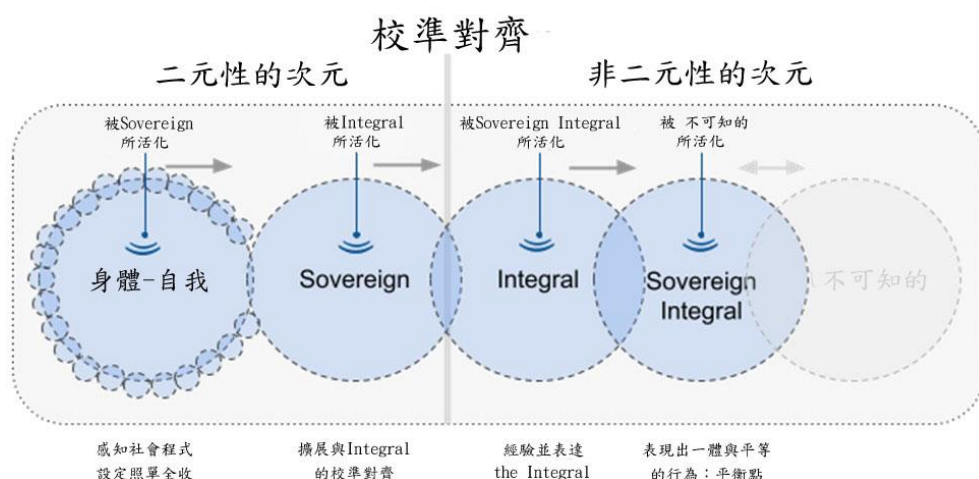 校準對齊
二元性的次元
非二元性的次元
被Sovereign
所活化
被Integral
所活化
被Sovereign Integral
所活化
被 不可知的
所活化
身體-自我
Sovereign
Integral
Sovereign
Integral
不可知的
感知社會程式
設定照單全收
擴展與Integral
的校準對齊
經驗並表達
the Integral
表現出一體與平等
的行為：平衡點